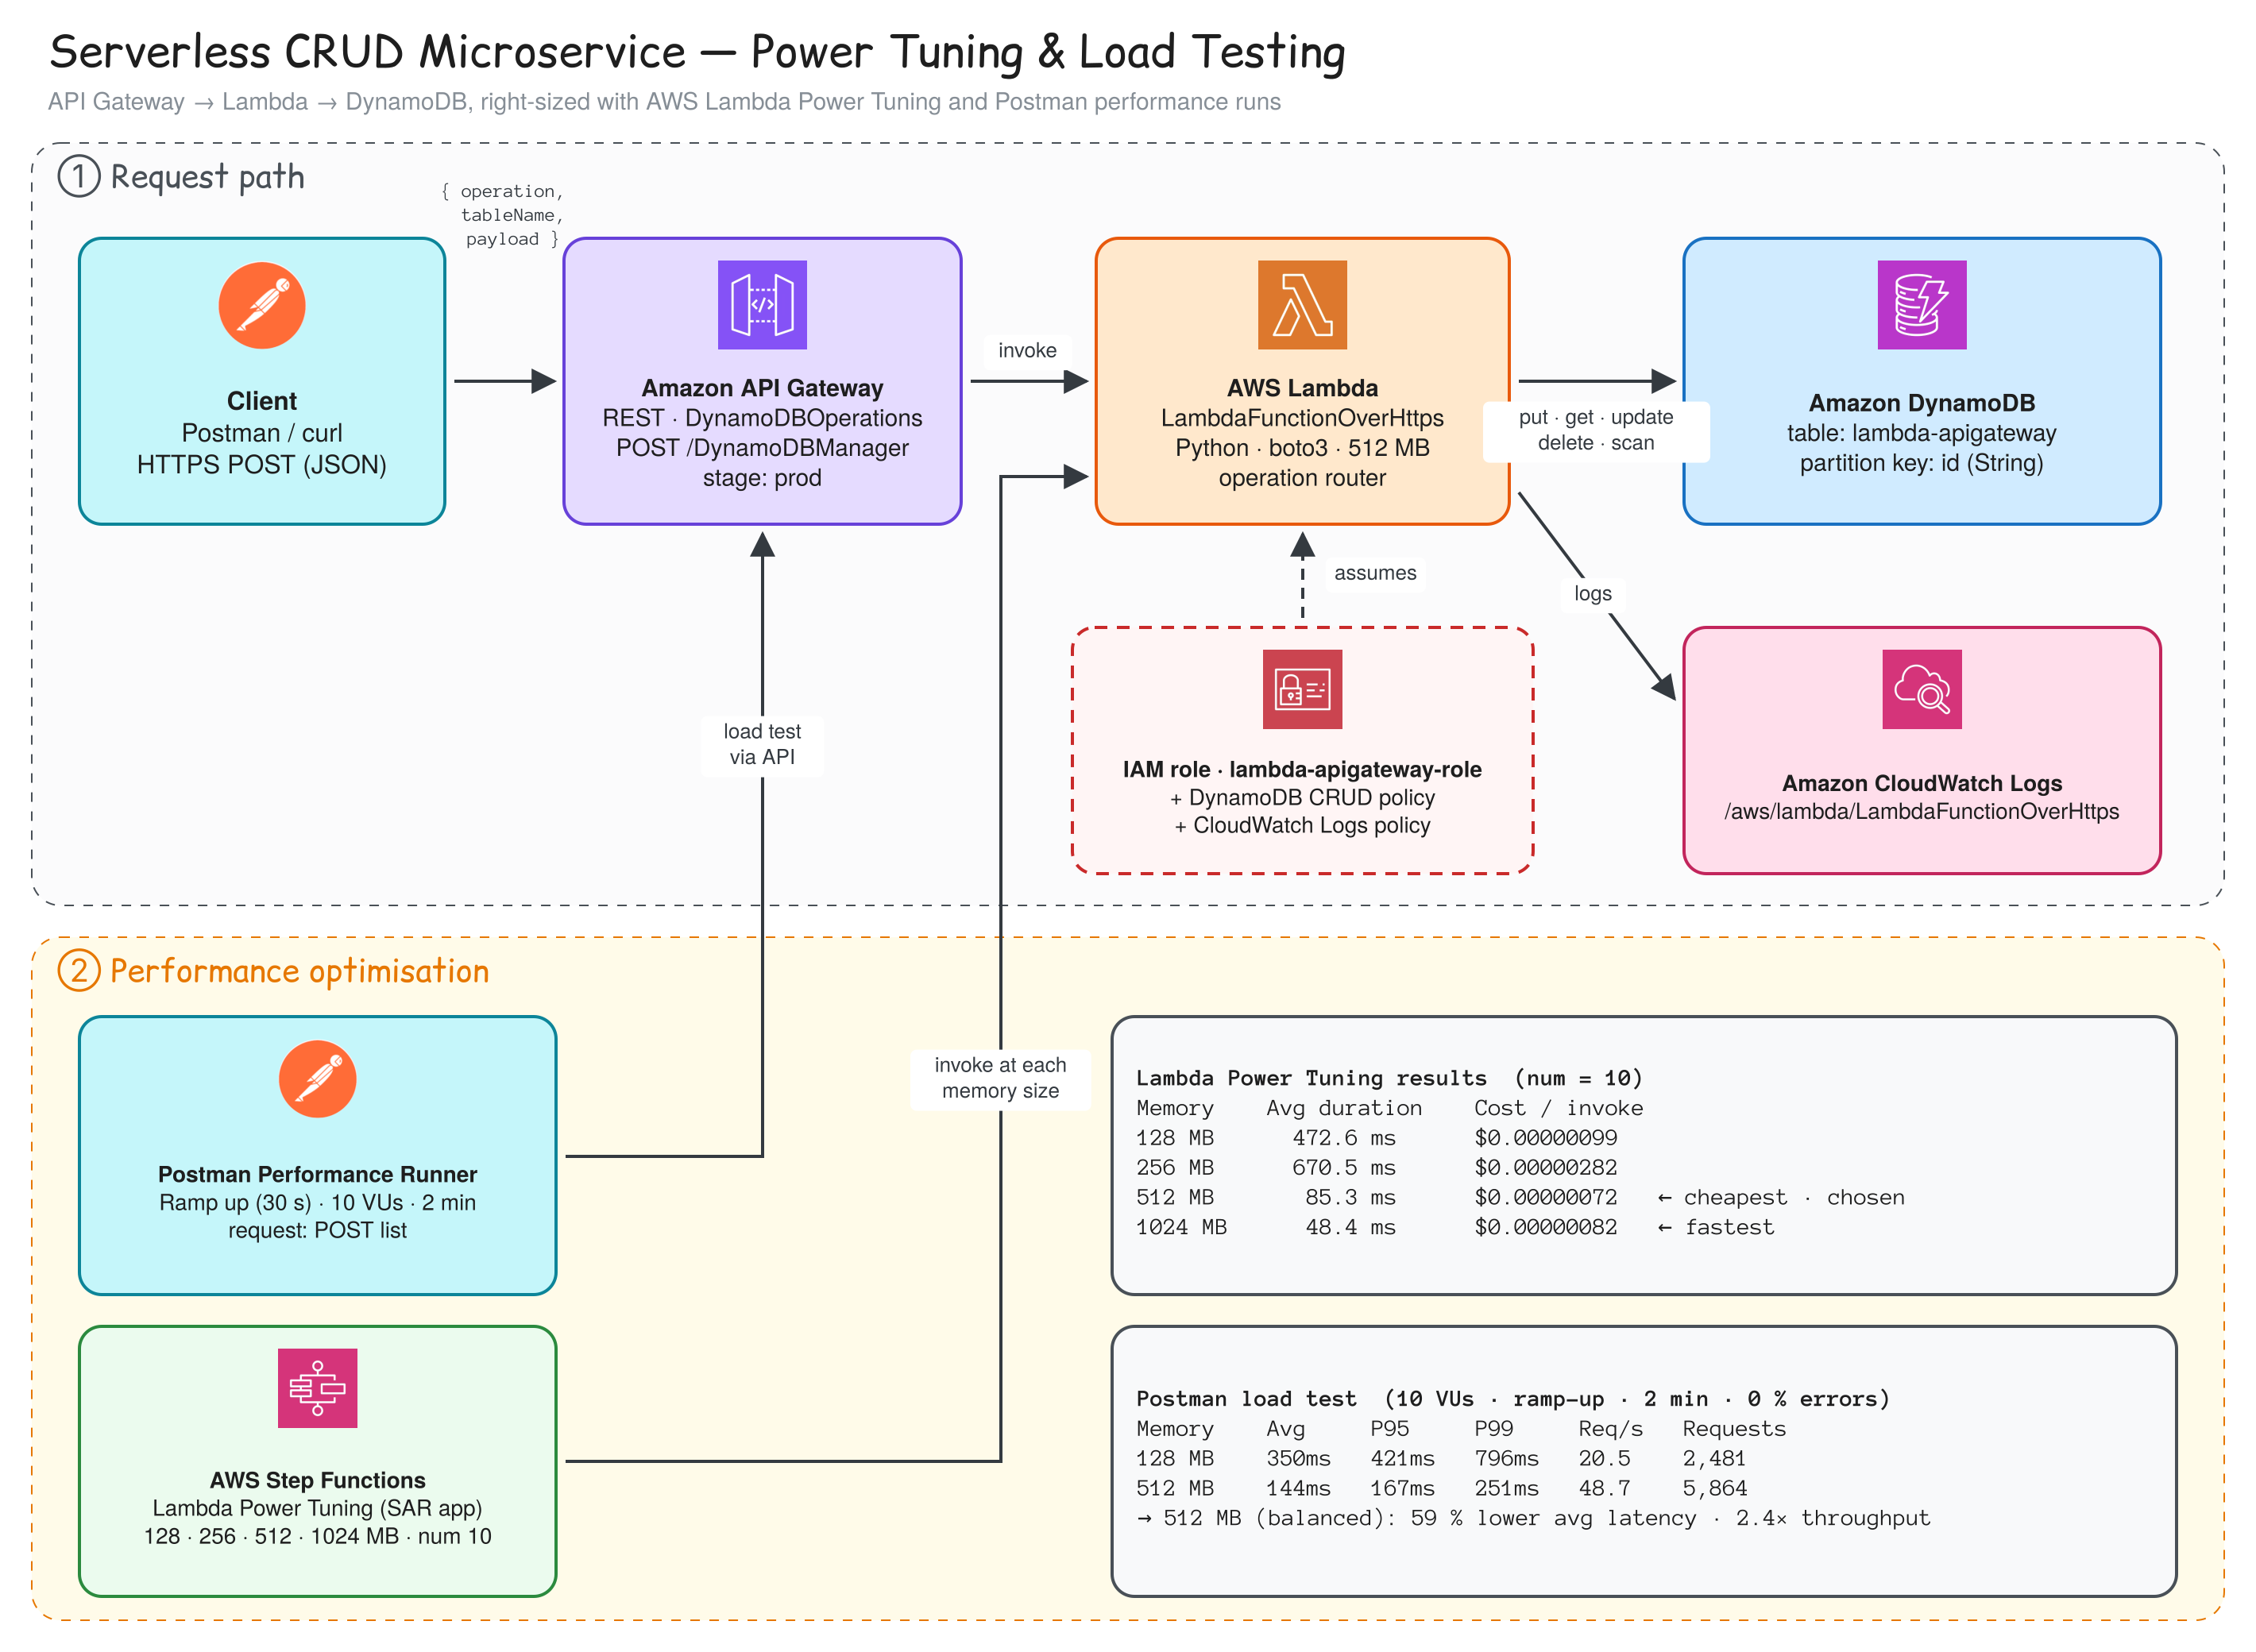 Serverless CRUD Microservice — Power Tuning & Load Testing
API Gateway → Lambda → DynamoDB, right-sized with AWS Lambda Power Tuning and Postman performance runs
① Request path
{ operation,
tableName,
payload }
Client
Postman / curl
HTTPS POST (JSON)
Amazon API Gateway
REST · DynamoDBOperations
POST /DynamoDBManager
stage: prod
invoke
AWS Lambda
LambdaFunctionOverHttps
Python · boto3 · 512 MB
operation router
put · get · update
delete · scan
Amazon DynamoDB
table: lambda-apigateway
partition key: id (String)
assumes
logs
load test
via API
IAM role · lambda-apigateway-role
+ DynamoDB CRUD policy
+ CloudWatch Logs policy
Amazon CloudWatch Logs
/aws/lambda/LambdaFunctionOverHttps
② Performance optimisation
Postman Performance Runner
Ramp up (30 s) · 10 VUs · 2 min
request: POST list
invoke at each
memory size
Lambda Power Tuning results (num = 10)
Memory Avg duration Cost / invoke
128 MB 472.6 ms $0.00000099
256 MB 670.5 ms $0.00000282
512 MB 85.3 ms $0.00000072 ← cheapest · chosen
1024 MB 48.4 ms $0.00000082 ← fastest
AWS Step Functions
Lambda Power Tuning (SAR app)
128 · 256 · 512 · 1024 MB · num 10
Postman load test (10 VUs · ramp-up · 2 min · 0 % errors)
Memory Avg P95 P99 Req/s Requests
128 MB 350ms 421ms 796ms 20.5 2,481
512 MB 144ms 167ms 251ms 48.7 5,864
→ 512 MB (balanced): 59 % lower avg latency · 2.4× throughput